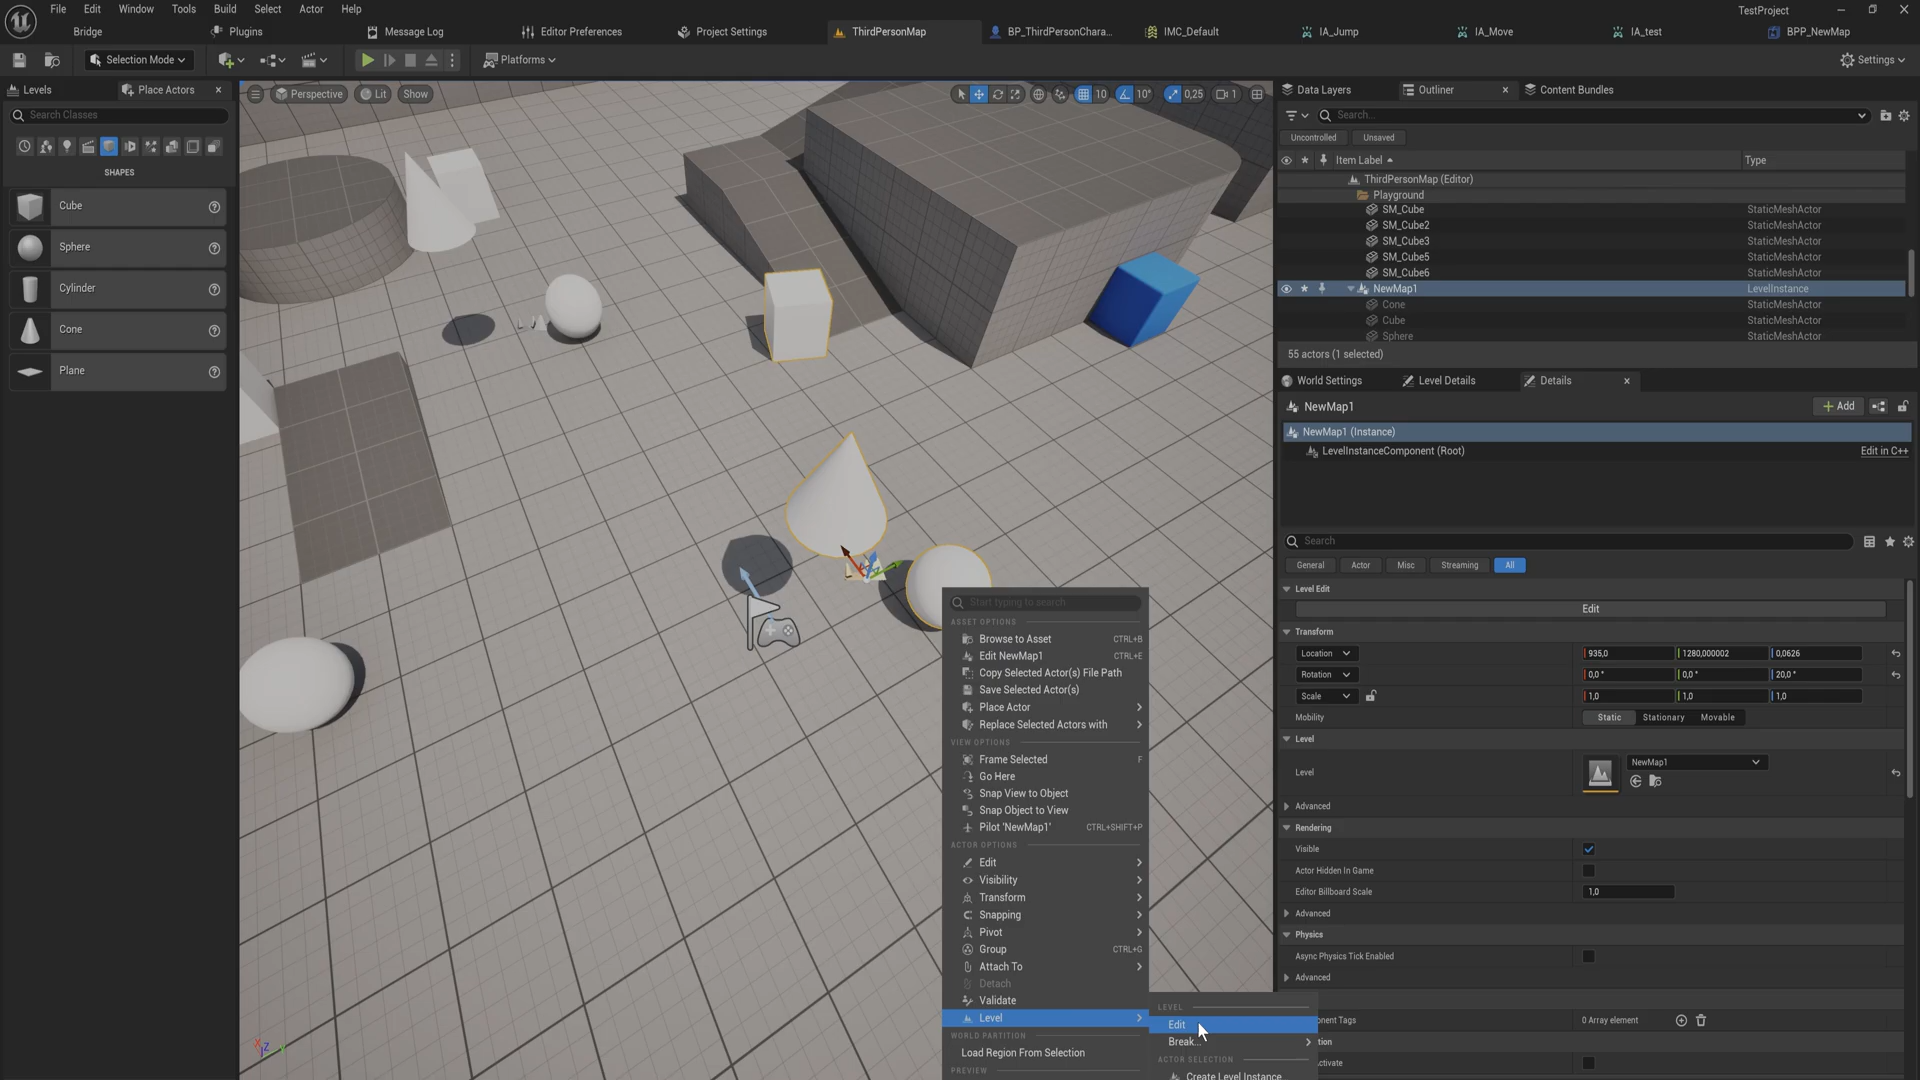 File Edit Window Tools Build Select Actor Help
TestProject
Bridge
Plugins
Message Log
Editor Preferences
Project Settings
ThirdPersonMap
BP_ThirdPersonChara...
IMC_Default
IA_Jump
IA_Move
IA_test
BPP_NewMap
Selection Mode
Platforms
Settings
Levels
Place Actors
Search Classes
SHAPES
Cube
Sphere
Cylinder
Cone
Plane
Perspective
Lit
Show
10
10°
0,25
1
Data Layers
Outliner
Content Bundles
Search...
Uncontrolled
Unsaved
Item Label
Type
ThirdPersonMap (Editor)
Playground
SM_Cube StaticMeshActor
SM_Cube2 StaticMeshActor
SM_Cube3 StaticMeshActor
SM_Cube5 StaticMeshActor
SM_Cube6 StaticMeshActor
NewMap1 LevelInstance
Cone StaticMeshActor
Cube StaticMeshActor
Sphere StaticMeshActor
55 actors (1 selected)
World Settings
Level Details
Details
NewMap1
Add
NewMap1 (Instance)
LevelInstanceComponent (Root)
Edit in C++
Search
General
Actor
Misc
Streaming
All
Level Edit
Edit
Transform
Location 935,0 1280,000002 0,0626
Rotation 0,0 ° 0,0 ° 20,0 °
Scale 1,0 1,0 1,0
Mobility Static Stationary Movable
Level
Level
NewMap1
Advanced
Rendering
Visible
Actor Hidden In Game
Editor Billboard Scale 1,0
Advanced
Physics
Async Physics Tick Enabled
Advanced
onent Tags 0 Array element
tion
ctivate
Start typing to search
ASSET OPTIONS
Browse to Asset CTRL+B
Edit NewMap1 CTRL+E
Copy Selected Actor(s) File Path
Save Selected Actor(s)
Place Actor
Replace Selected Actors with
VIEW OPTIONS
Frame Selected F
Go Here
Snap View to Object
Snap Object to View
Pilot 'NewMap1' CTRL+SHIFT+P
ACTOR OPTIONS
Edit
Visibility
Transform
Snapping
Pivot
Group CTRL+G
Attach To
Detach
Validate
Level
WORLD PARTITION
Load Region From Selection
PREVIEW
LEVEL
Edit
Break...
ACTOR SELECTION
Create Level Instance...
X Z Y